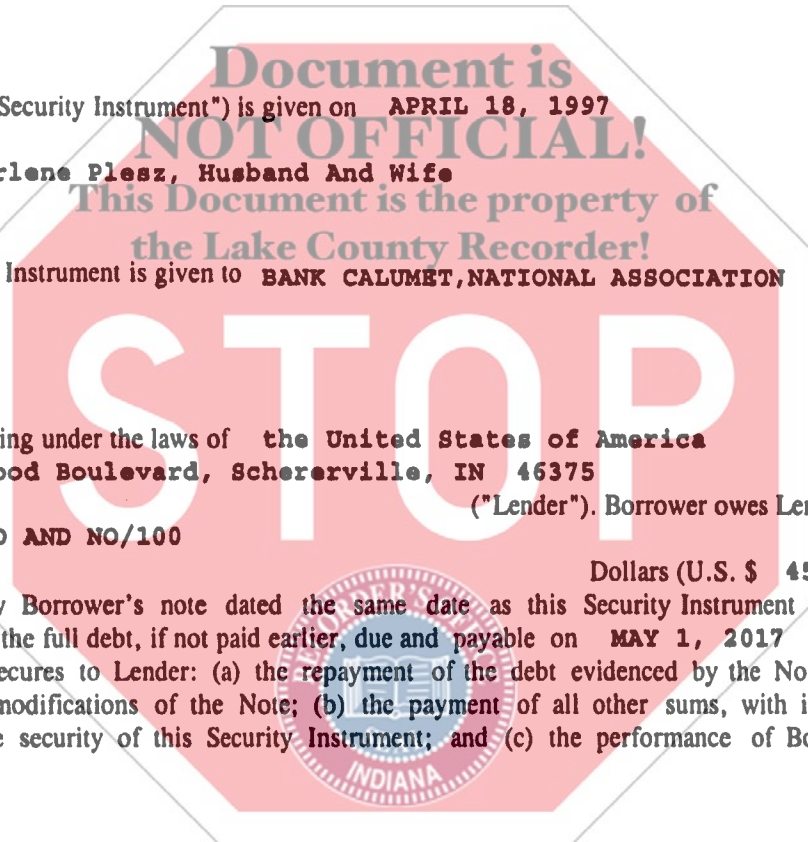 Document is
Security Instrument") is given on APRIL 18, 1997
NOT OFFICIAL!
rlene Plesz, Husband And Wife
This Document is the property of
the Lake County Recorder!
Instrument is given to BANK CALUMET,NATIONAL ASSOCIATION
STOP
ing under the laws of the United States of America
ood Boulevard, Schererville, IN 46375
("Lender"). Borrower owes Len
AND NO/100
Dollars (U.S. $ 45
y Borrower's note dated the same date as this Security Instrument
the full debt, if not paid earlier, due and payable on MAY 1, 2017
ecures to Lender: (a) the repayment of the debt evidenced by the No
modifications of the Note; (b) the payment of all other sums, with i
e security of this Security Instrument; and (c) the performance of Bo
INDIANA